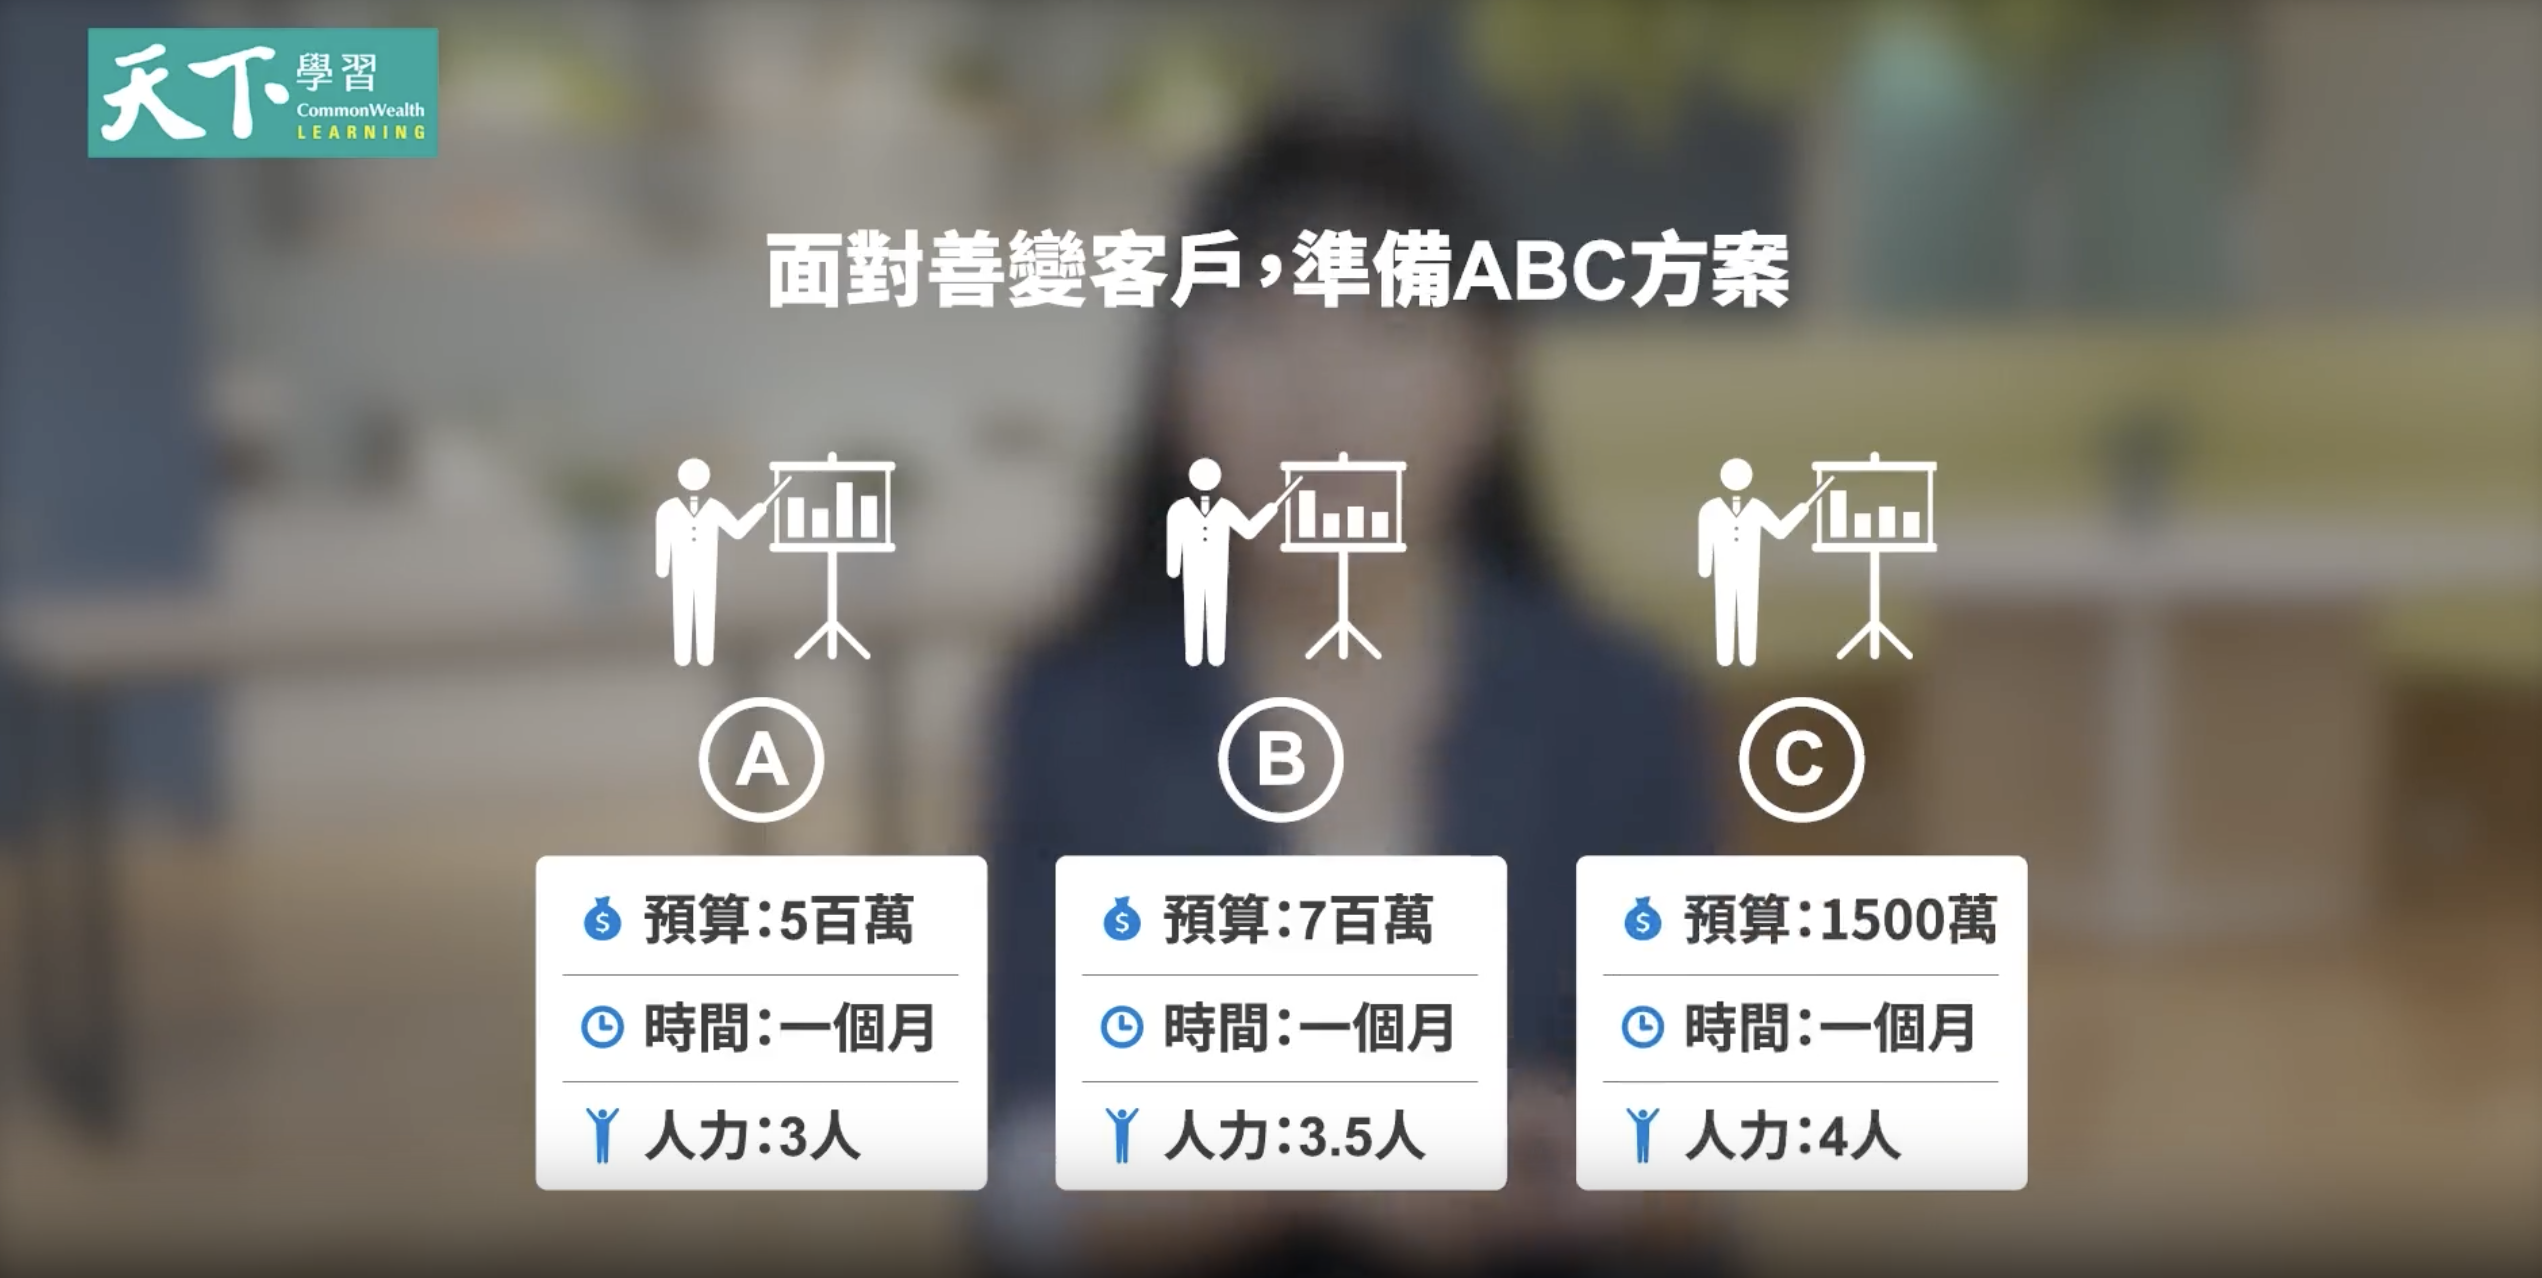 天下學習
CommonWealth
LEARNING
面對善變客戶，準備ABC方案
A
預算：5百萬
時間：一個月
人力：3人
B
預算：7百萬
時間：一個月
人力：3.5人
C
預算：1500萬
時間：一個月
人力：4人